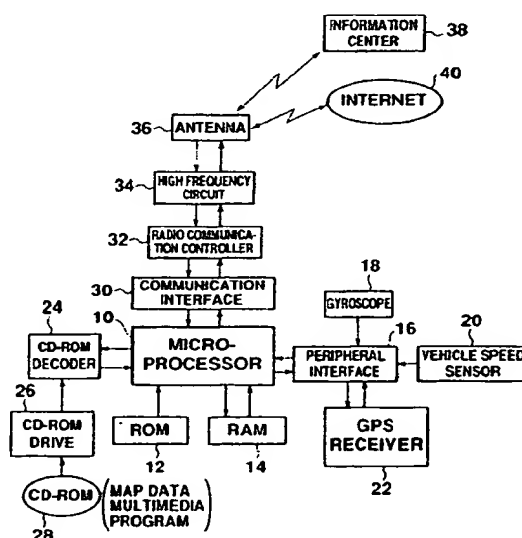 INFORMATION
CENTER
38
40
INTERNET
36
ANTENNA
34
HIGH FREQUENCY
CIRCUIT
32
RADIO COMMUNICA-
TION CONTROLLER
30
COMMUNICATION
INTERFACE
10
MICRO-
PROCESSOR
24
CD-ROM
DECODER
26
CD-ROM
DRIVE
CD-ROM
28
(MAP DATA
MULTIMEDIA
PROGRAM)
ROM
12
RAM
14
18
GYROSCOPE
16
PERIPHERAL
INTERFACE
20
VEHICLE SPEED
SENSOR
GPS
RECEIVER
22